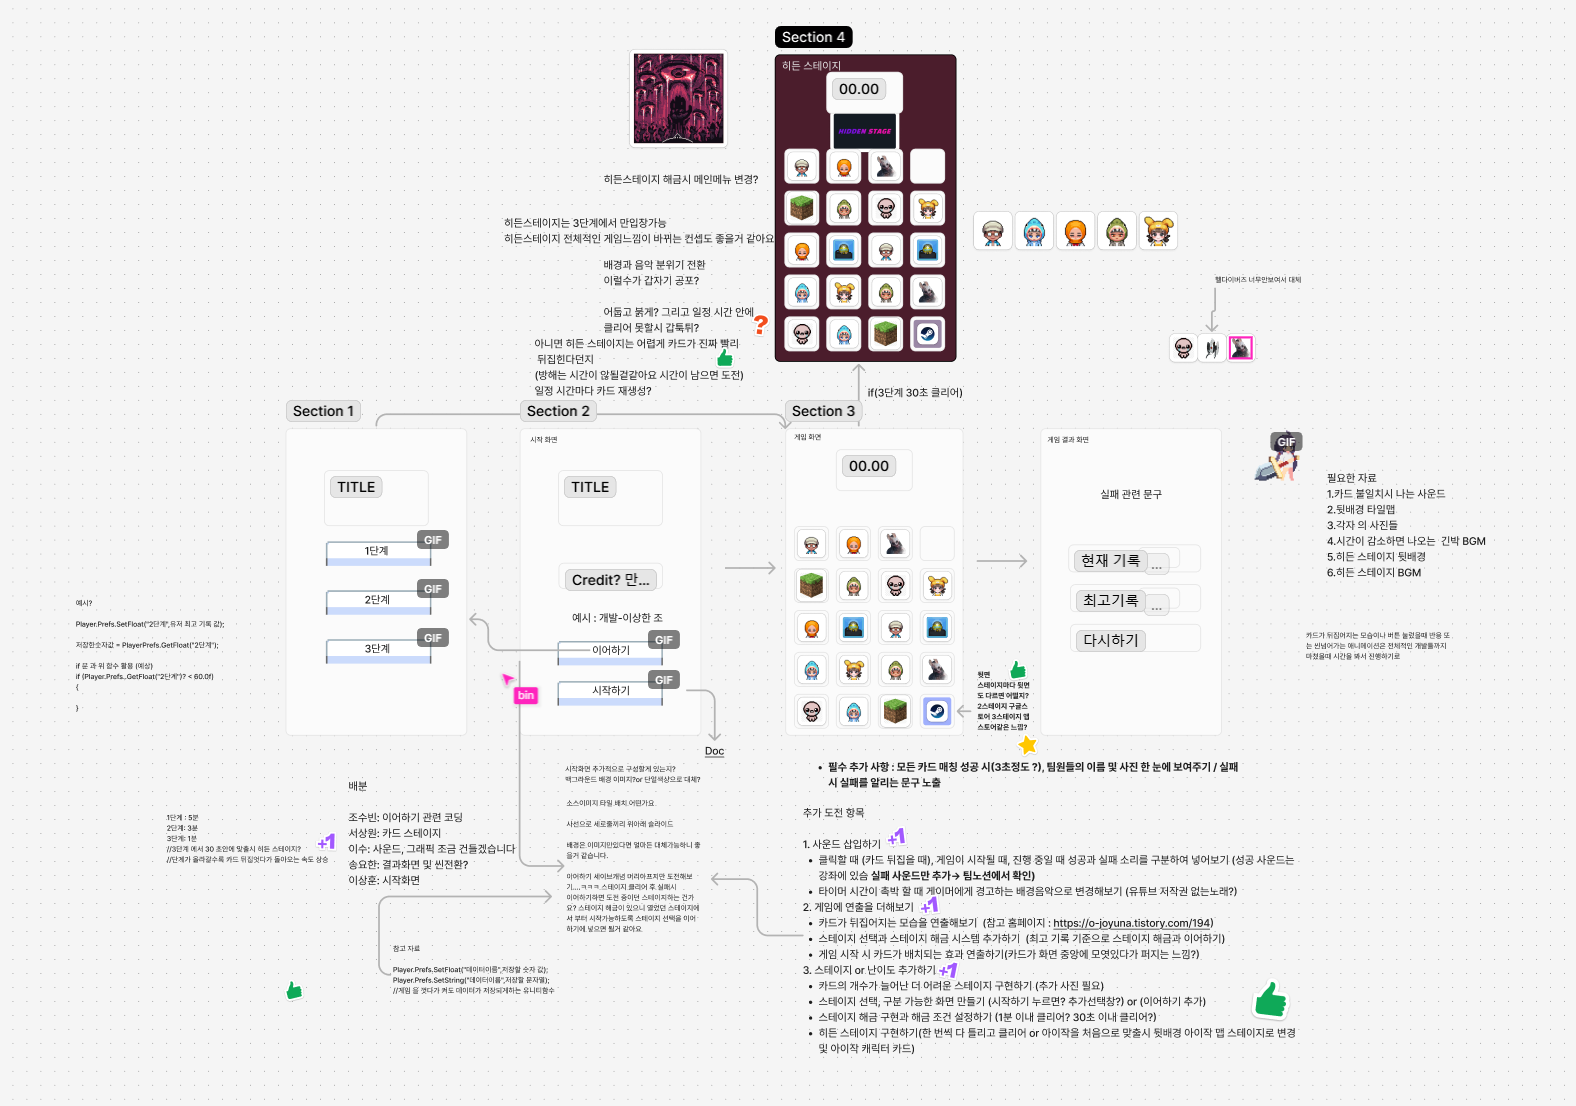 Section 4
히든 스테이지
00.00
HIDDEN STAGE
히든스테이지 해금시 메인메뉴 변경?
히든스테이지는 3단계에서 만입장가능
히든스테이지 전체적인 게임느낌이 바뀌는 컨셉도 좋을거 같아요
배경과 음악 분위기 전환
이럴수가 갑자기 공포?
어둡고 붉게? 그리고 일정 시간 안에
클리어 못할시 갑툭튀?
아니면 히든 스테이지는 어렵게 카드가 진짜 빨리
뒤집힌다던지
(방해는 시간이 않될겉같아요 시간이 남으면 도전)
일정 시간마다 카드 재생성?
헬다이버즈 너무안보여서 대체
if(3단계 30초 클리어)
Section 1
TITLE
GIF
1단계
GIF
2단계
GIF
3단계
Section 2
시작 화면
TITLE
Credit? 만...
예시 : 개발-이상한 조
GIF
이어하기
GIF
시작하기
bin
Doc
Section 3
게임 화면
00.00
게임 결과 화면
실패 관련 문구
현재 기록
...
최고기록
...
다시하기
GIF
필요한 자료
1.카드 불일치시 나는 사운드
2.뒷배경 타일맵
3.각자 의 사진들
4.시간이 감소하면 나오는 긴박 BGM
5.히든 스테이지 뒷배경
6.히든 스테이지 BGM
카드가 뒤집어지는 모습이나 버튼 눌렀을때 반응 또
는 씬넘어가는 애니메이션은 전체적인 개발툴까지
마쳤을때 시간을 봐서 진행하기로
뒷면
스테이지마다 뒷면
도 다르면 어떨지?
2스테이지 구글스
토어 3스테이지 앱
스토어같은 느낌?
예시?
Player.Prefs.SetFloat("2단계",유저 최고 기록 값);
저장한숫자값 = PlayerPrefs.GetFloat("2단계");
if 문 과 위 함수 활용 (예상)
if (Player.Prefs..GetFloat("2단계")? < 60.0f)
{
}
1단계 : 5분
2단계: 3분
3단계: 1분
//3단계 에서 30 초안에 맞출시 히든 스테이지?
//단계가 올라갈수록 카드 뒤집엇다가 돌아오는 속도 상승
+1
배분
조수빈: 이어하기 관련 코딩
서상원: 카드 스테이지
이수: 사운드, 그래픽 조금 건들겠습니다
송요한: 결과화면 및 씬전환?
이상훈: 시작화면
참고 자료
Player.Prefs.SetFloat("데이터이름",저장할 숫자 값);
Player.Prefs.SetString("데이터이름",저장할 문자열);
//게임 을 껏다가 켜도 데이터가 저장되게하는 유니티함수
시작화면 추가적으로 구성할게 있는지?
백그라운드 배경 이미지?or 단일색상으로 대체?
소스이미지 타일 배치 어떤가요
사선으로 세로줄끼리 위아래 슬라이드
배경은 이미지만있다면 얼마든 대체가능하니 좋
을거 같습니다.
이어하기 세이브개념 머리아프지만 도전해보
기....ㅋㅋㅋ 스테이지 클리어 후 실패시
이어하기하면 도전 중이던 스테이지하는 건가
요? 스테이지 해금이 있으니 열었던 스테이지에
서 부터 시작가능하도록 스테이지 선택을 이어
하기에 넣으면 될거 같아요
• 필수 추가 사항 : 모든 카드 매칭 성공 시(3초정도 ?), 팀원들의 이름 및 사진 한 눈에 보여주기 / 실패
시 실패를 알리는 문구 노출
추가 도전 항목
1. 사운드 삽입하기
+1
• 클릭할 때 (카드 뒤집을 때), 게임이 시작될 때, 진행 중일 때 성공과 실패 소리를 구분하여 넣어보기 (성공 사운드는
강좌에 있슴 실패 사운드만 추가→ 팀노션에서 확인)
• 타이머 시간이 촉박 할 때 게이머에게 경고하는 배경음악으로 변경해보기 (유튜브 저작권 없는노래?)
2. 게임에 연출을 더해보기
+1
• 카드가 뒤집어지는 모습을 연출해보기 (참고 홈페이지 : https://o-joyuna.tistory.com/194)
• 스테이지 선택과 스테이지 해금 시스템 추가하기 (최고 기록 기준으로 스테이지 해금과 이어하기)
• 게임 시작 시 카드가 배치되는 효과 연출하기(카드가 화면 중앙에 모엿있다가 퍼지는 느낌?)
3. 스테이지 or 난이도 추가하기
+1
• 카드의 개수가 늘어난 더 어려운 스테이지 구현하기 (추가 사진 필요)
• 스테이지 선택, 구분 가능한 화면 만들기 (시작하기 누르면? 추가선택창?) or (이어하기 추가)
• 스테이지 해금 구현과 해금 조건 설정하기 (1분 이내 클리어? 30초 이내 클리어?)
• 히든 스테이지 구현하기(한 번씩 다 틀리고 클리어 or 아이작을 처음으로 맞출시 뒷배경 아이작 맵 스테이지로 변경
및 아이작 캐릭터 카드)